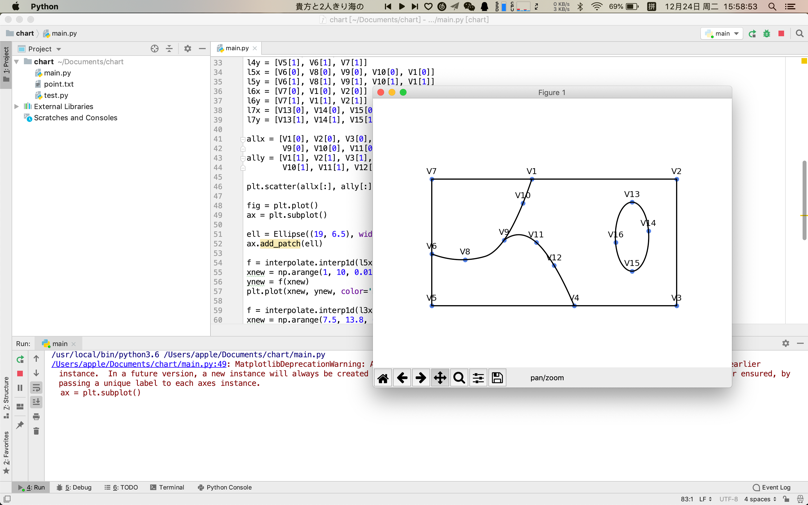 Python
貴方と2人きり海の
0 KB/s
3 KB/s
69%
12月24日 周二 15:58:53
chart [~/Documents/chart] - .../main.py [chart]
chart
main.py
main
Project
main.py
1: Project
chart ~/Documents/chart
main.py
point.txt
test.py
External Libraries
Scratches and Consoles
33 l4y = [V5[1], V6[1], V7[1]]
34 l5x = [V6[0], V8[0], V9[0], V10[0], V1[0]]
35 l5y = [V6[1], V8[1], V9[1], V10[1], V1[1]]
36 l6x = [V7[0], V1[0], V2[0]]
37 l6y = [V7[1], V1[1], V2[1]]
38 l7x = [V13[0], V14[0], V15[0
39 l7y = [V13[1], V14[1], V15[1
40
41 allx = [V1[0], V2[0], V3[0],
42 V9[0], V10[0], V11[0
43 ally = [V1[1], V2[1], V3[1],
44 V10[1], V11[1], V12[
45
46 plt.scatter(allx[:], ally[:]
47
48 fig = plt.plot()
49 ax = plt.subplot()
50
51 ell = Ellipse((19, 6.5), wid
52 ax.add_patch(ell)
53
54 f = interpolate.interp1d(l5x
55 xnew = np.arange(1, 10, 0.01
56 ynew = f(xnew)
57 plt.plot(xnew, ynew, color='
58
59 f = interpolate.interp1d(l3x
60 xnew = np.arange(7.5, 13.8,
Figure 1
V7
V1
V2
V10
V13
V14
V9
V11
V16
V6
V8
V12
V15
V5
V4
V3
pan/zoom
Run:
main
/usr/local/bin/python3.6 /Users/apple/Documents/chart/main.py
/Users/apple/Documents/chart/main.py:49: MatplotlibDeprecationWarning: A
earlier
instance. In a future version, a new instance will always be created
r ensured, by
passing a unique label to each axes instance.
ax = plt.subplot()
Z: Structure
2: Favorites
4: Run
5: Debug
6: TODO
Terminal
Python Console
Event Log
83:1
LF
UTF-8
4 spaces